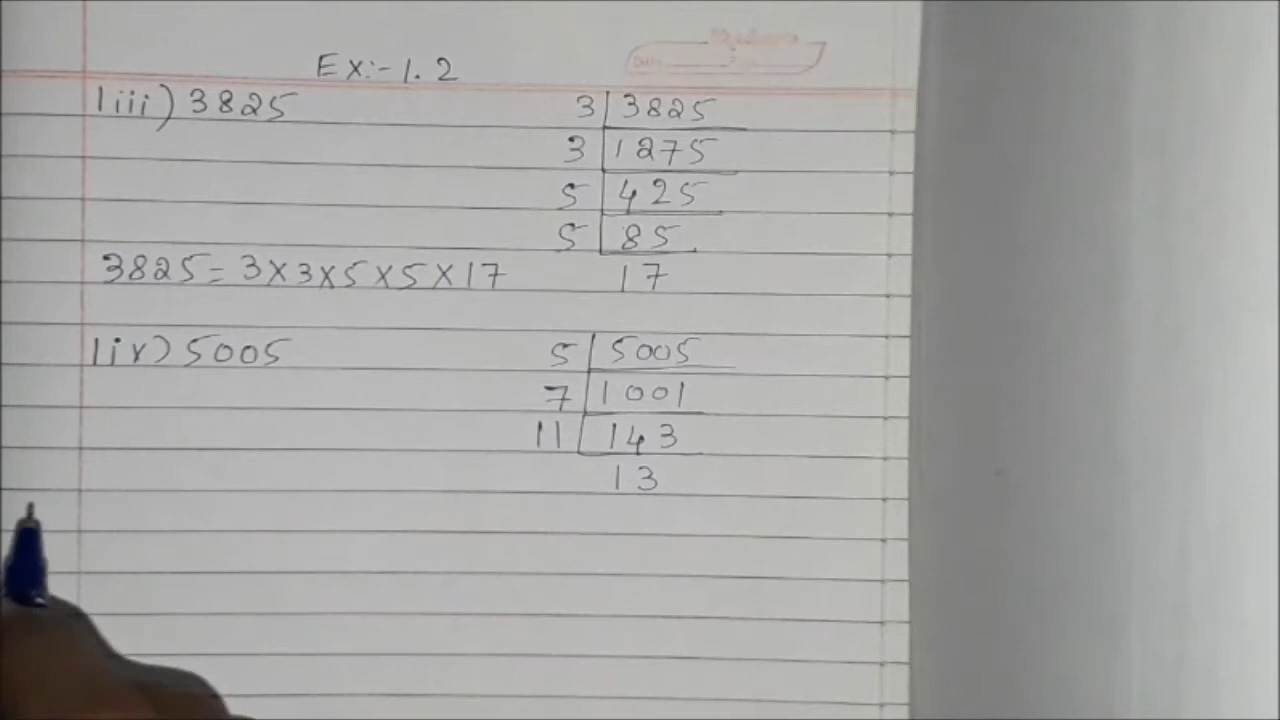 Ex:- 1.2
1iii) 3825
3 | 3825
3 | 1275
5 | 425
5 | 85
17
3825 = 3×3×5×5×17
1iv) 5005
5 | 5005
7 | 1001
11 | 143
13